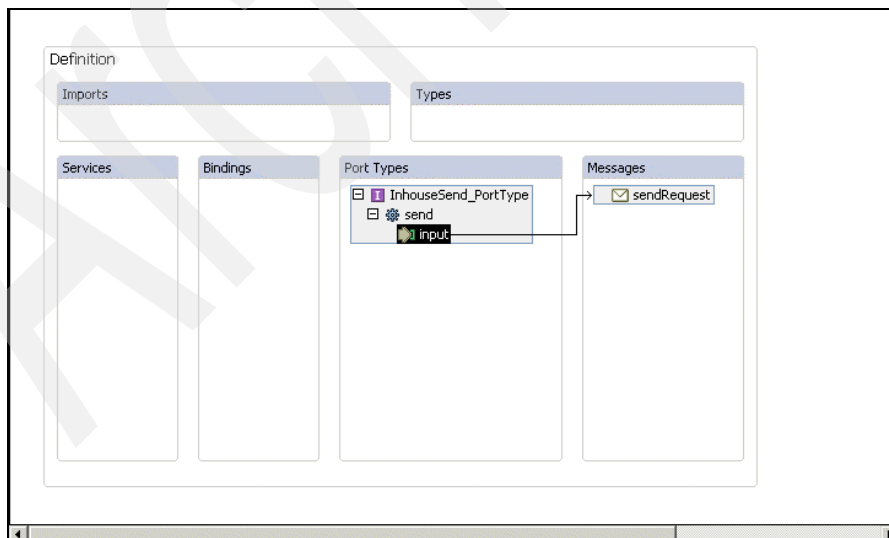 Definition
Imports
Types
Services
Bindings
Port Types
Messages
InhouseSend_PortType
sendRequest
send
input